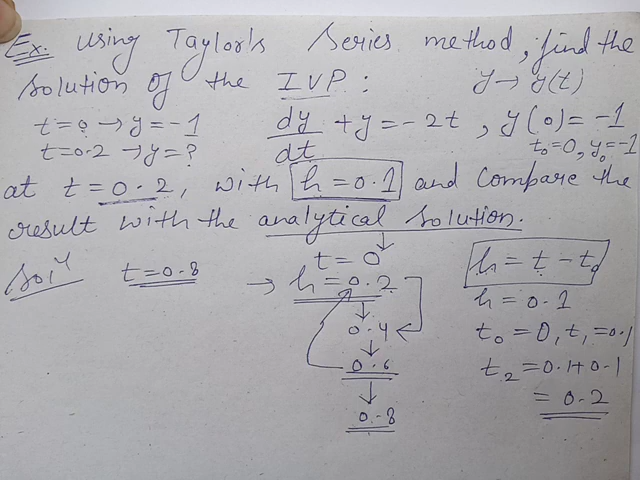 Ex. Using Taylor's Series method, find the
solution of the IVP: y → y(t)
t=0 → y=-1 dy/dt + y = -2t, y(0) = -1
t=0.2 → y=? t₀=0, y₀=-1
at t=0.2, with h=0.1 and compare the
result with the analytical solution.
Solⁿ t=0.8 t=0 h = t - t₀
→ h=0.2 h=0.1
0.4 t₀=0, t₁=0.1
0.6 t₂=0.1+0.1
0.8 =0.2